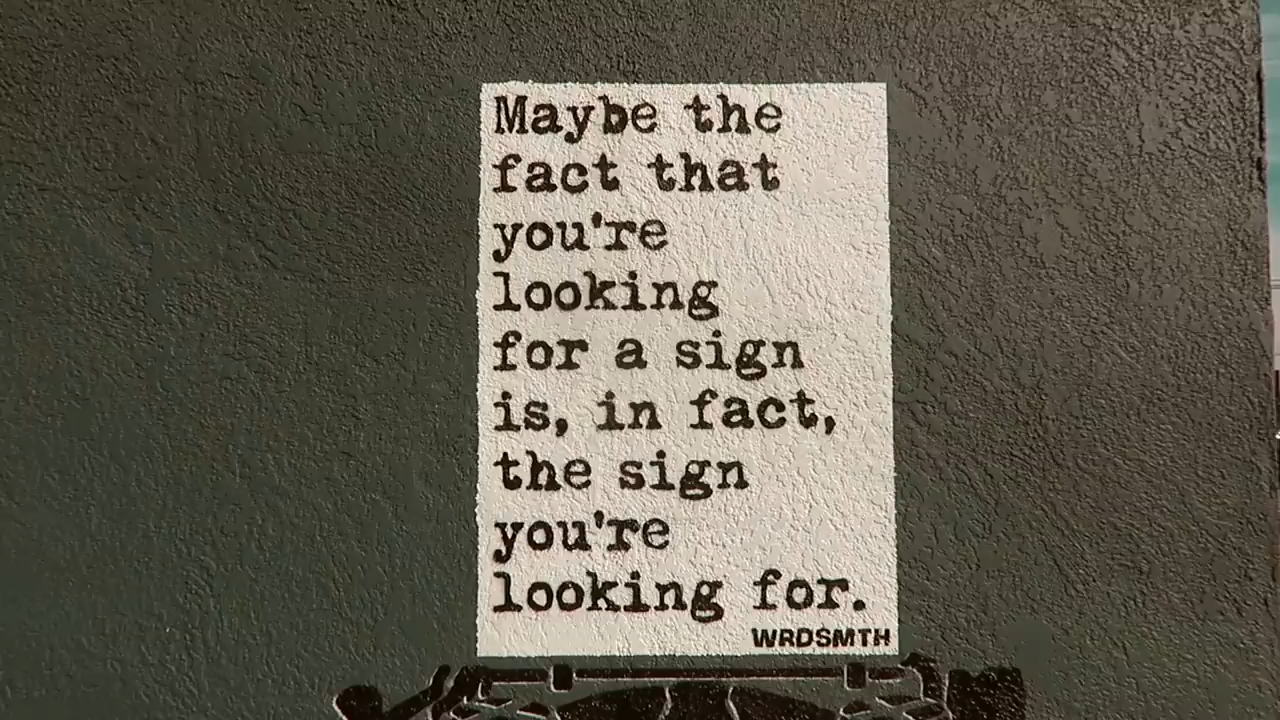 Maybe the
fact that
you're
looking
for a sign
is, in fact,
the sign
you're
looking for.
WRDSMTH